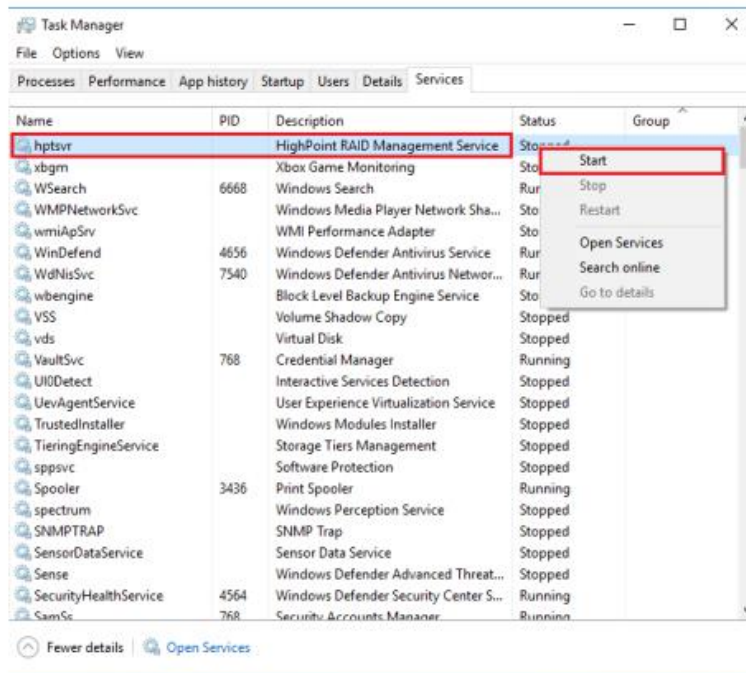 Task Manager
File Options View
Processes Performance App history Startup Users Details Services
Name PID Description Status Group
hptsvr HighPoint RAID Management Service
xbgm Xbox Game Monitoring
Start
WSearch 6668 Windows Search
Stop
WMPNetworkSvc Windows Media Player Network Sha...
Restart
wmiApSrv WMI Performance Adapter
WinDefend 4656 Windows Defender Antivirus Service
Open Services
WdNisSvc 7540 Windows Defender Antivirus Networ...
Search online
wbengine Block Level Backup Engine Service
Go to details
VSS Volume Shadow Copy Stopped
vds Virtual Disk Stopped
VaultSvc 768 Credential Manager Running
UI0Detect Interactive Services Detection Stopped
UevAgentService User Experience Virtualization Service Stopped
TrustedInstaller Windows Modules Installer Stopped
TieringEngineService Storage Tiers Management Stopped
sppsvc Software Protection Stopped
Spooler 3436 Print Spooler Running
spectrum Windows Perception Service Stopped
SNMPTRAP SNMP Trap Stopped
SensorDataService Sensor Data Service Stopped
Sense Windows Defender Advanced Threat... Stopped
SecurityHealthService 4564 Windows Defender Security Center S... Running
SamSs 768 Security Accounts Manager Running
Fewer details Open Services